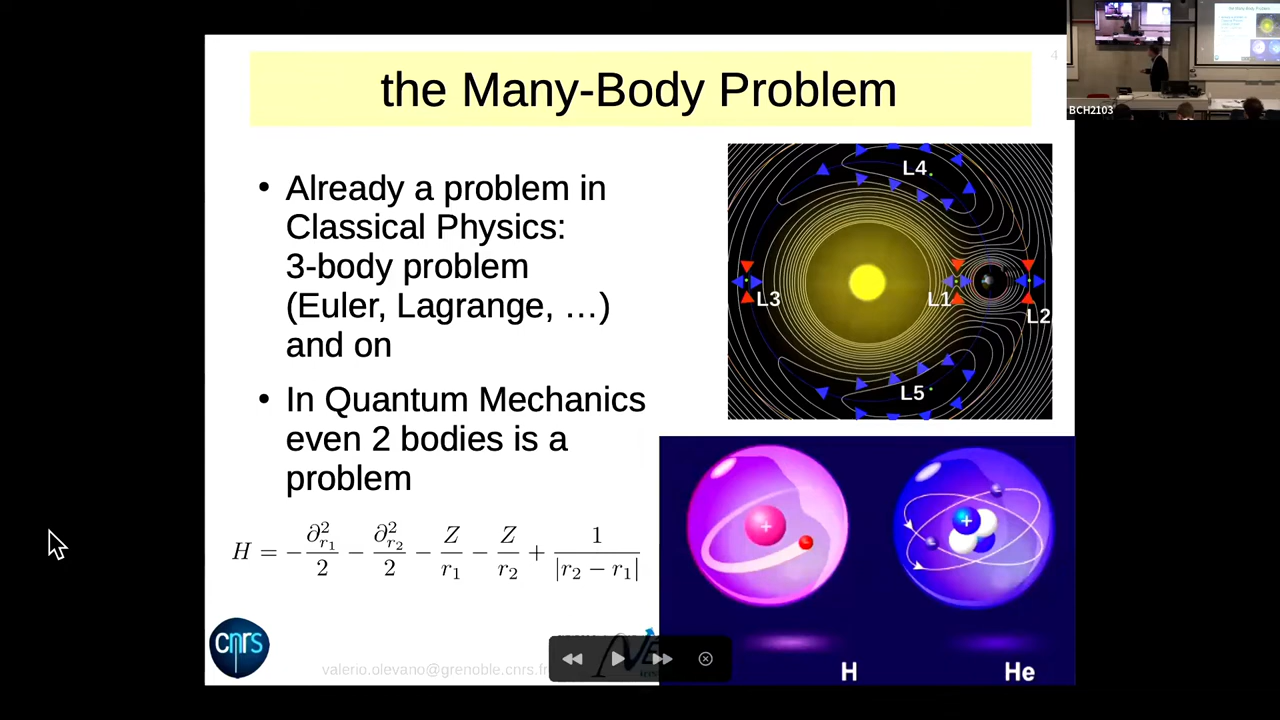 the Many-Body Problem
4
BCH2103
• Already a problem in
Classical Physics:
3-body problem
(Euler, Lagrange, …)
and on
• In Quantum Mechanics
even 2 bodies is a
problem
H = −∂²r₁/2 − ∂²r₂/2 − Z/r₁ − Z/r₂ + 1/|r₂ − r₁|
L4
L3
L1
L2
L5
+
+
H
He
cnrs
valerio.olevano@grenoble.cnrs.fr